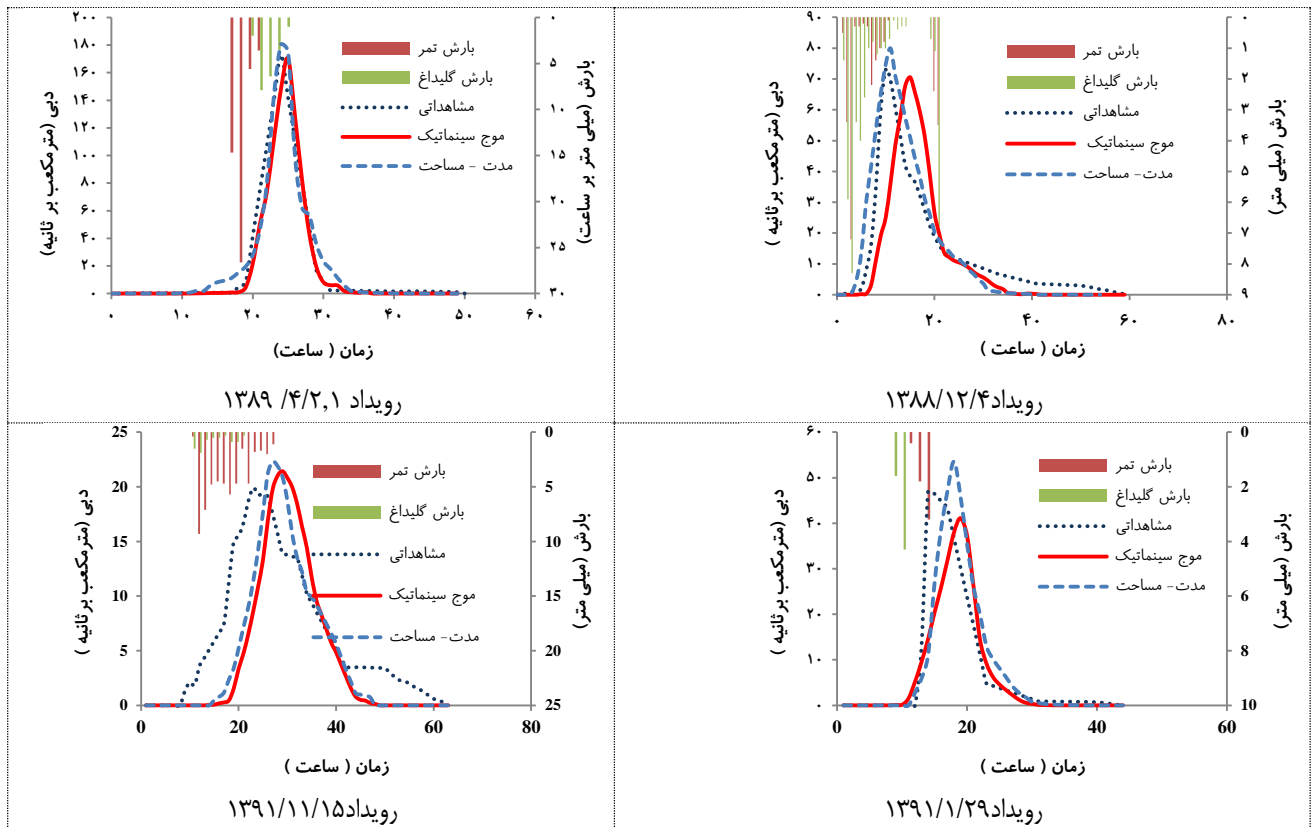 ۲۰۰
۱۸۰
۱۶۰
۱۴۰
۱۲۰
۱۰۰
۸۰
۶۰
۴۰
۲۰
۰
دبی (مترمکعب بر ثانیه)
۰
۵
۱۰
۱۵
۲۰
۲۵
۳۰
بارش (میلی متر بر ساعت)
بارش تمر
بارش گلیداغ
مشاهداتی
موج سینماتیک
مدت - مساحت
۰ ۱۰ ۲۰ ۳۰ ۴۰ ۵۰ ۶۰
زمان ( ساعت)
رویداد ۱۳۸۹ /۴/۲,۱
۹۰
۸۰
۷۰
۶۰
۵۰
۴۰
۳۰
۲۰
۱۰
۰
دبی (مترمکعب بر ثانیه )
۰
۱
۲
۳
۴
۵
۶
۷
۸
۹
بارش (میلی متر)
بارش تمر
بارش گلیداغ
مشاهداتی
موج سینماتیک
مدت- مساحت
۰ ۲۰ ۴۰ ۶۰ ۸۰
زمان ( ساعت )
رویداد۱۳۸۸/۱۲/۴
25
20
15
10
5
0
دبی (مترمکعب بر ثانیه )
0
5
10
15
20
25
بارش (میلی متر)
بارش تمر
بارش گلیداغ
مشاهداتی
موج سینماتیک
مدت- مساحت
0 20 40 60 80
زمان ( ساعت )
رویداد۱۳۹۱/۱۱/۱۵
۶۰
۵۰
۴۰
۳۰
۲۰
۱۰
۰
دبی (مترمکعب بر ثانیه )
0
2
4
6
8
10
بارش (میلی متر)
بارش تمر
بارش گلیداغ
مشاهداتی
موج سینماتیک
مدت- مساحت
0 20 40 60
زمان ( ساعت )
رویداد۱۳۹۱/۱/۲۹